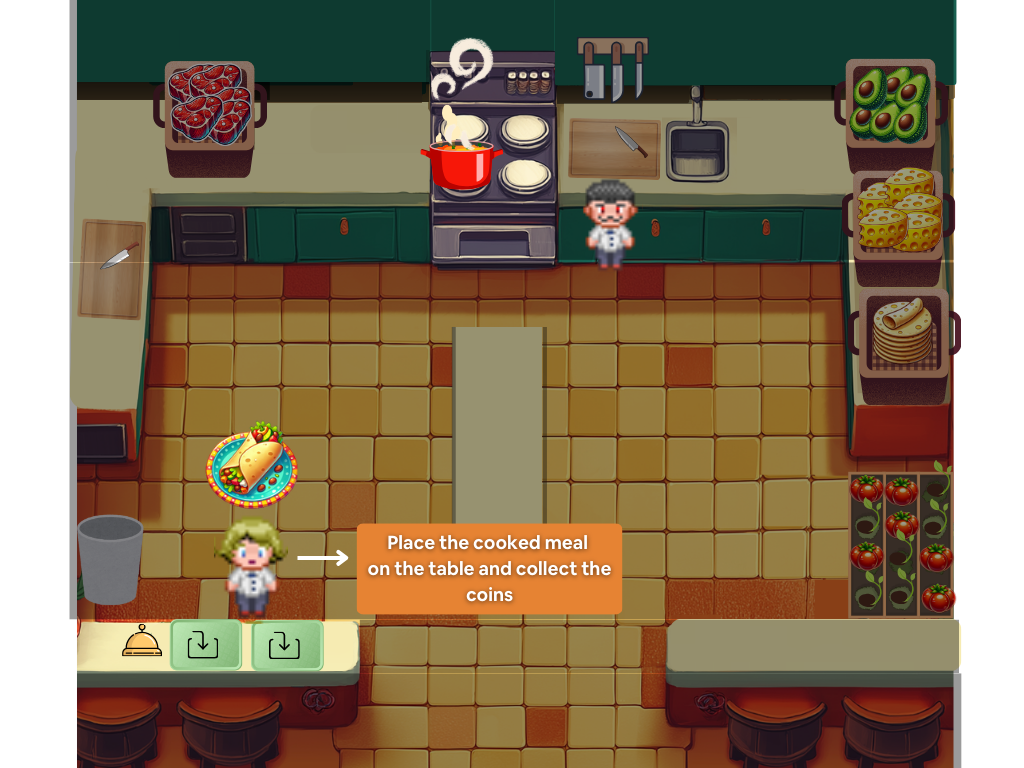 Place the cooked meal
on the table and collect the
coins